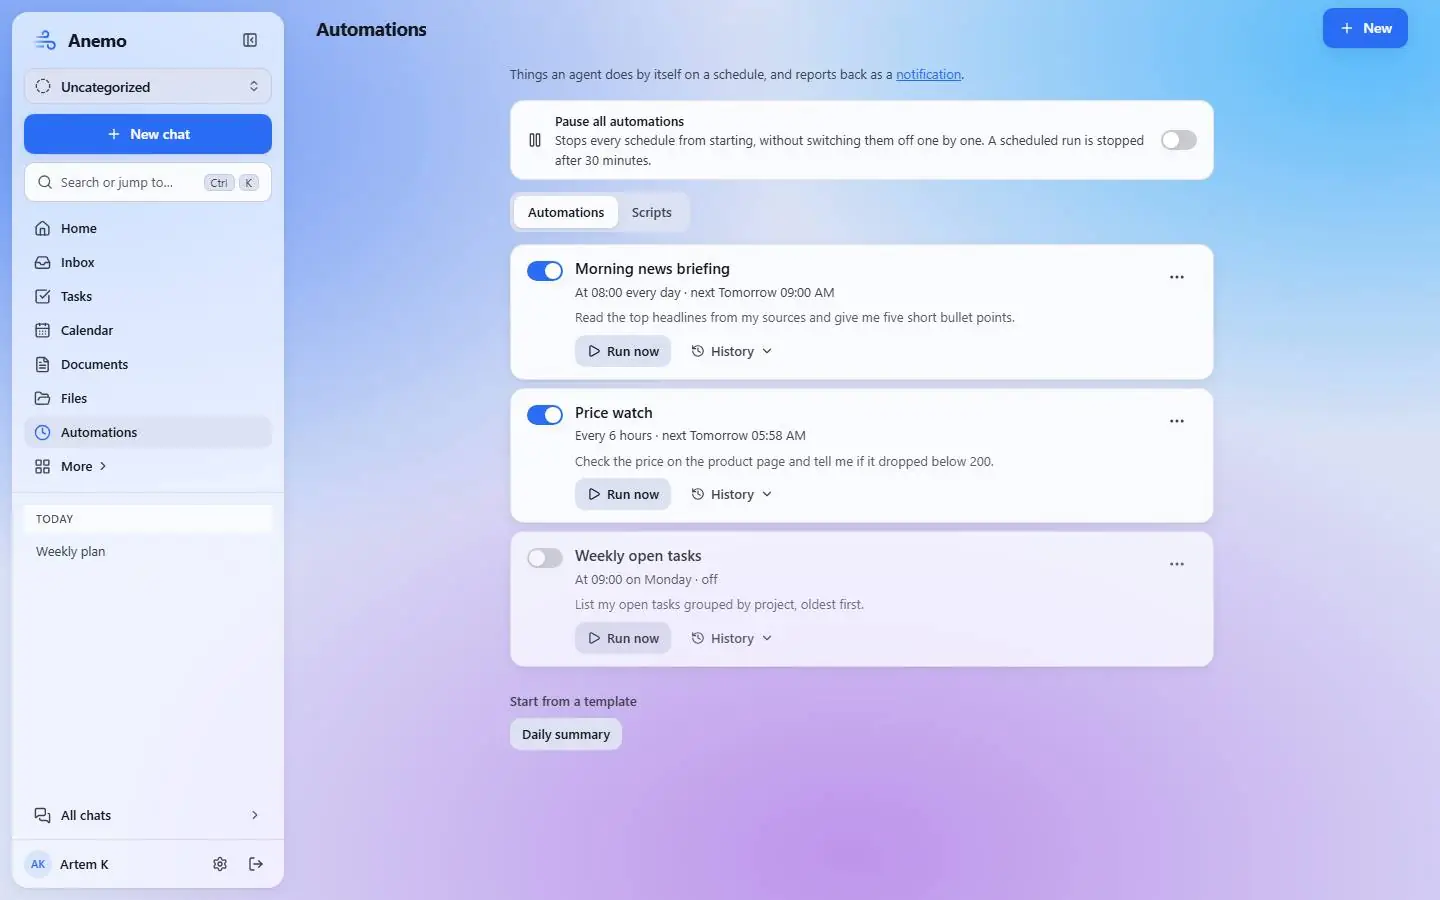 Anemo
Uncategorized
New chat
Search or jump to... Ctrl K
Home
Inbox
Tasks
Calendar
Documents
Files
Automations
More
TODAY
Weekly plan
All chats
AK Artem K
Automations
New
Things an agent does by itself on a schedule, and reports back as a notification.
Pause all automations
Stops every schedule from starting, without switching them off one by one. A scheduled run is stopped
after 30 minutes.
Automations Scripts
Morning news briefing
At 08:00 every day · next Tomorrow 09:00 AM
Read the top headlines from my sources and give me five short bullet points.
Run now History
Price watch
Every 6 hours · next Tomorrow 05:58 AM
Check the price on the product page and tell me if it dropped below 200.
Run now History
Weekly open tasks
At 09:00 on Monday · off
List my open tasks grouped by project, oldest first.
Run now History
Start from a template
Daily summary